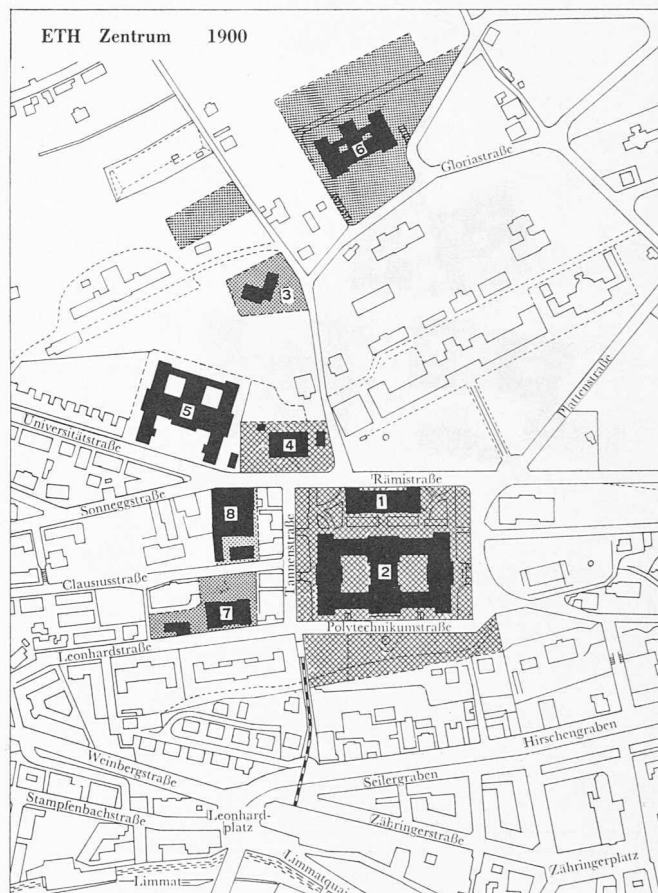 ETH Zentrum 1900
6
Gloriastraße
3
Plattenstraße
5
4
Universitätstraße
Rämistraße
Sonneggstraße
8
1
Tannenstraße
2
Clausiusstraße
7
Polytechnikumstraße
Leonhardstraße
Hirschengraben
Weinbergstraße
Seilergraben
Stampfenbachstraße
Leonhard-
platz
Zähringerstraße
Limmat
Limmatquai
Zähringerplatz